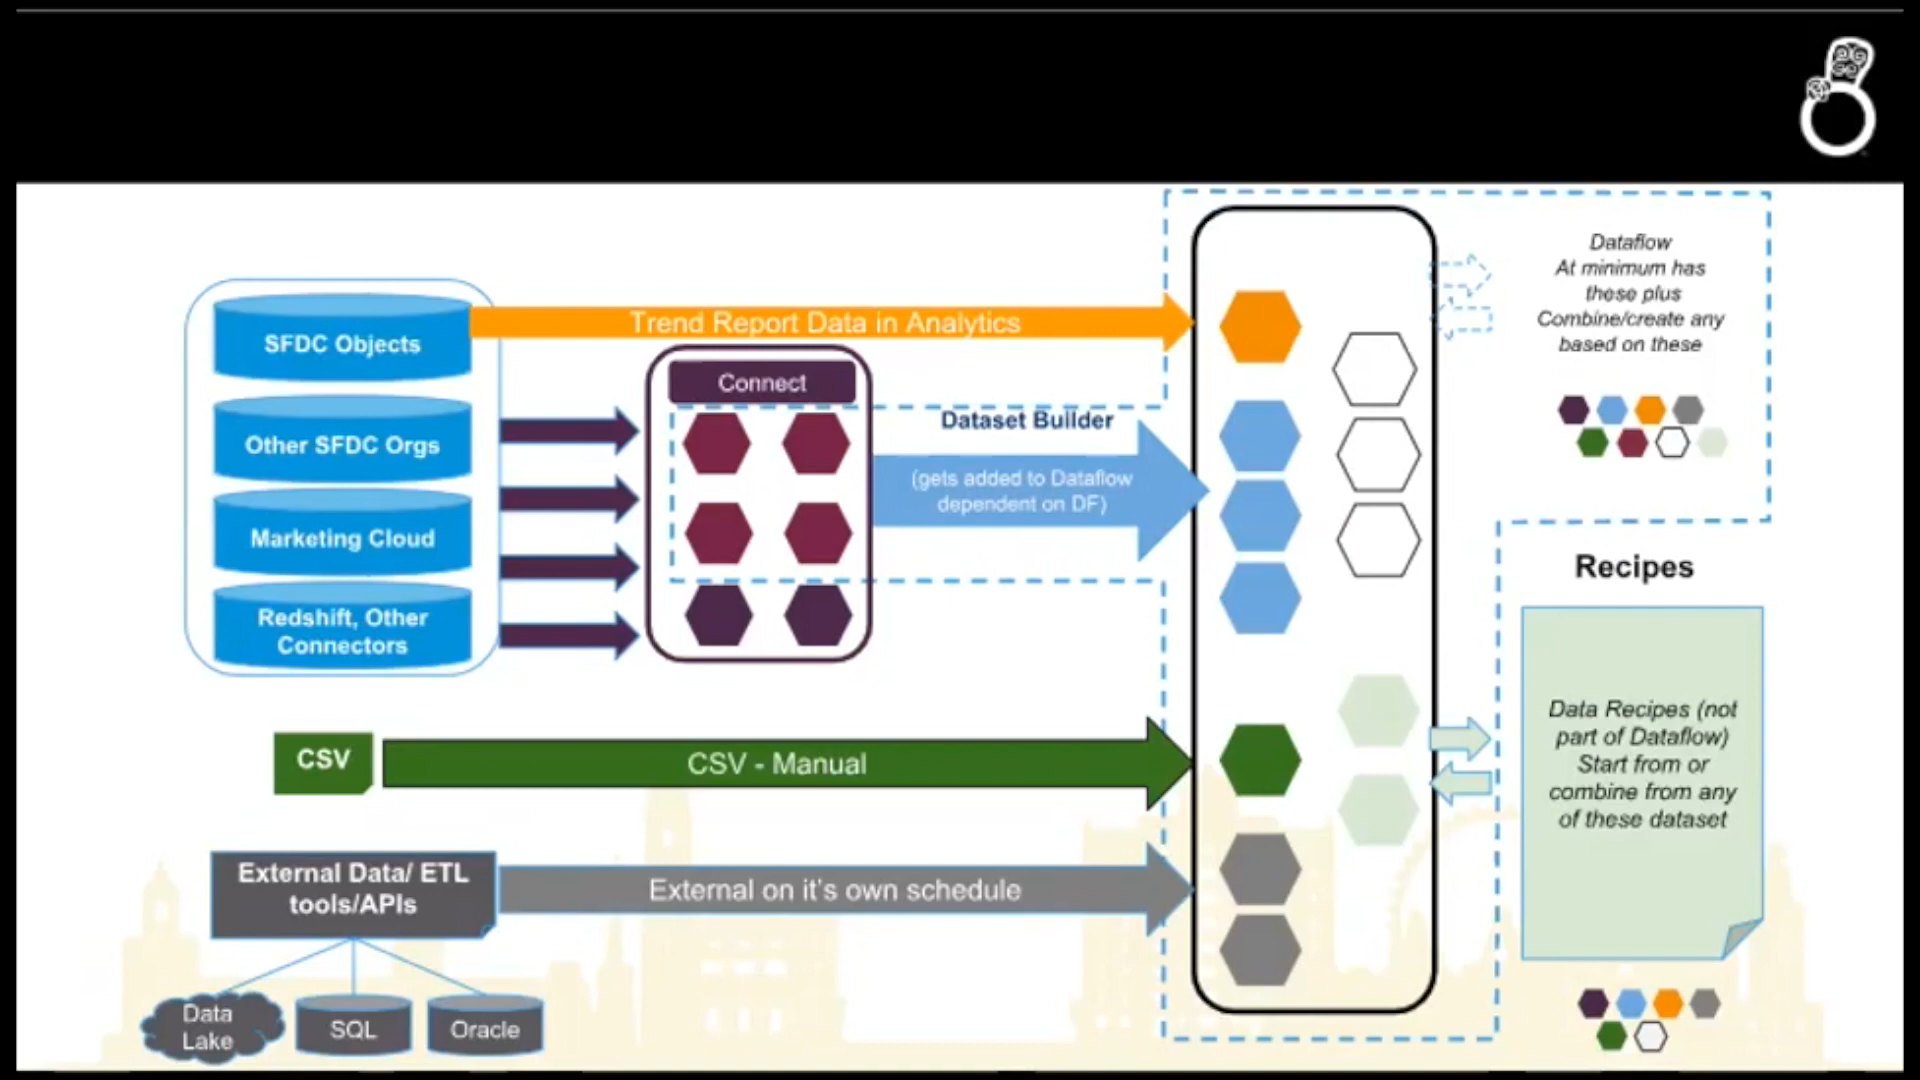 SFDC Objects
Other SFDC Orgs
Marketing Cloud
Redshift, Other
Connectors
Trend Report Data in Analytics
Connect
Dataset Builder
(gets added to Dataflow
dependent on DF)
Dataflow
At minimum has
these plus
Combine/create any
based on these
Recipes
Data Recipes (not
part of Dataflow)
Start from or
combine from any
of these dataset
CSV
CSV - Manual
External Data/ ETL
tools/APIs
External on it's own schedule
Data
Lake
SQL
Oracle